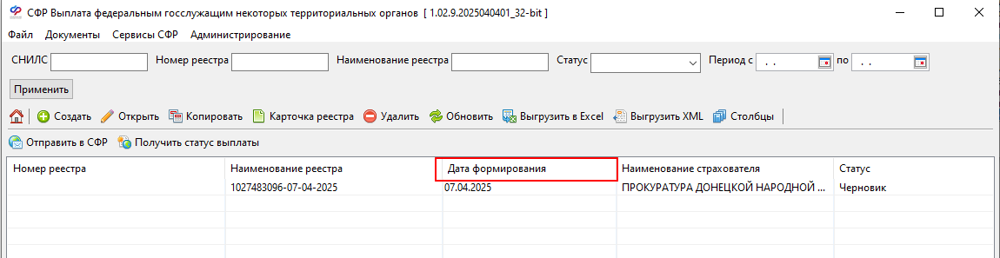 СФР Выплата федеральным госслужащим некоторых территориальных органов [ 1.02.9.2025040401_32-bit ]
Файл Документы Сервисы СФР Администрирование
СНИЛС Номер реестра Наименование реестра Статус Период с . . по . .
Применить
Создать Открыть Копировать Карточка реестра Удалить Обновить Выгрузить в Excel Выгрузить XML Столбцы
Отправить в СФР Получить статус выплаты
Номер реестра Наименование реестра Дата формирования Наименование страхователя Статус
1027483096-07-04-2025 07.04.2025 ПРОКУРАТУРА ДОНЕЦКОЙ НАРОДНОЙ ... Черновик